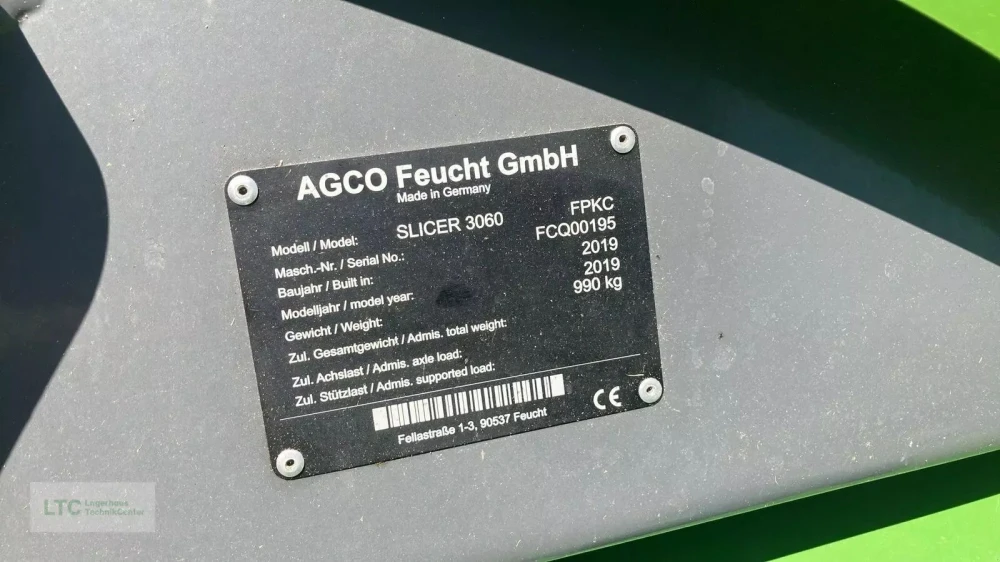 AGCO Feucht GmbH
Made in Germany
Modell / Model: SLICER 3060 FPKC
Masch.-Nr. / Serial No.: FCQ00195
Baujahr / Built in: 2019
Modelljahr / model year: 2019
Gewicht / Weight: 990 kg
Zul. Gesamtgewicht / Admis. total weight:
Zul. Achslast / Admis. axle load:
Zul. Stützlast / Admis. supported load:
CE
Fellastraße 1-3, 90537 Feucht
LTC Lagerhaus
TechnikCenter